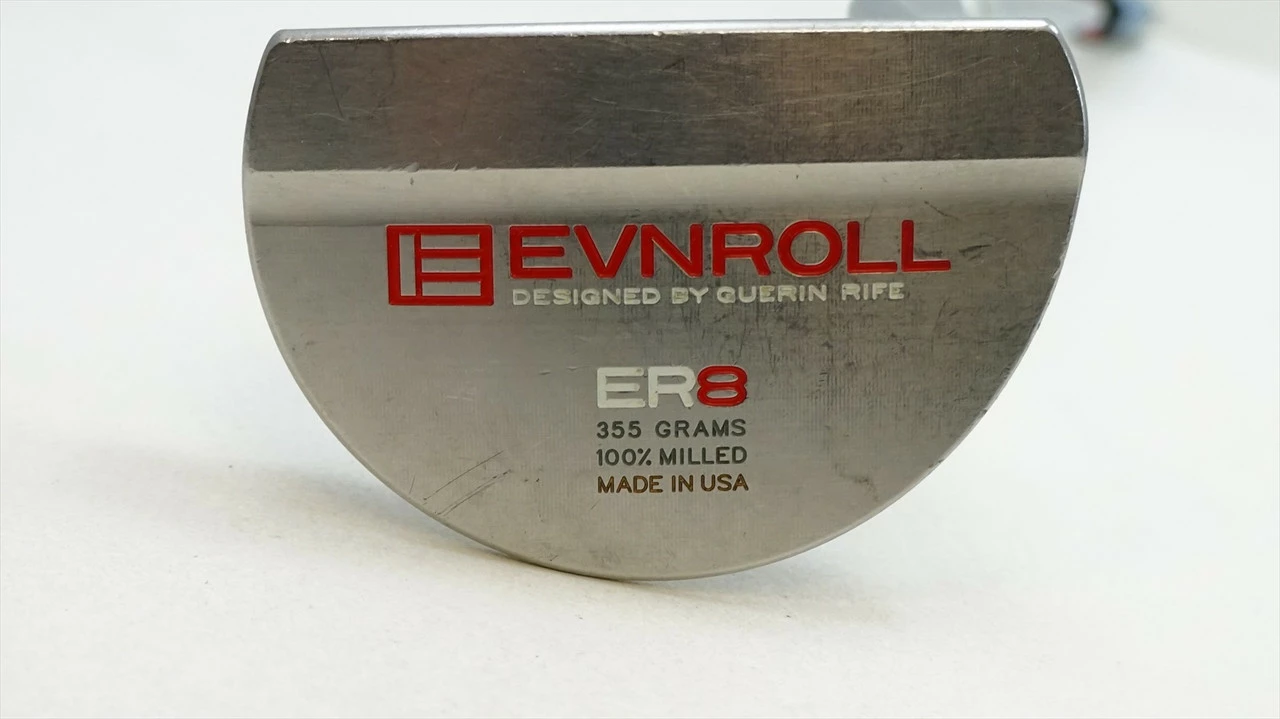 EVNROLL
DESIGNED BY GUERIN RIFE
ER8
355 GRAMS
100% MILLED
MADE IN USA